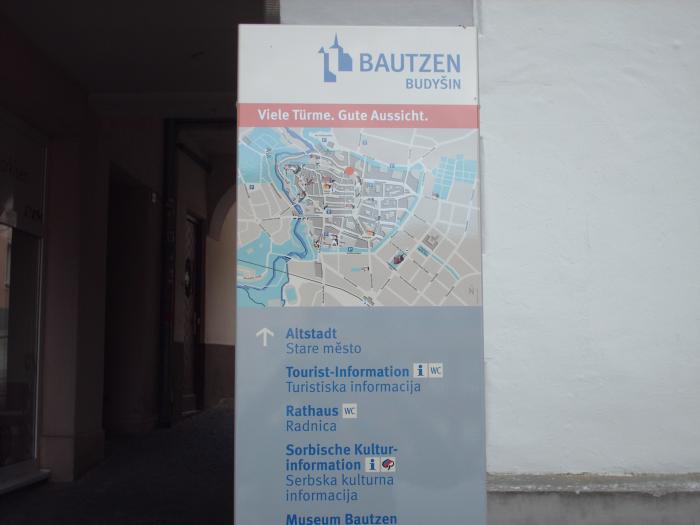 BAUTZEN
BUDYŠIN
Viele Türme. Gute Aussicht.
Altstadt
Stare město
Tourist-Information i WC
Turistiska informacija
Rathaus WC
Radnica
Sorbische Kultur-
information i
Serbska kulturna
informacija
Museum Bautzen